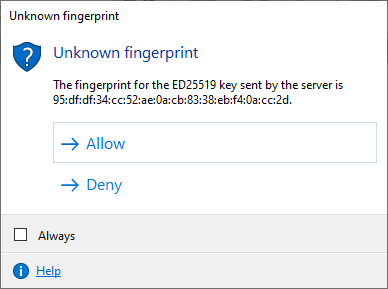 Unknown fingerprint
Unknown fingerprint
The fingerprint for the ED25519 key sent by the server is
95:df:df:34:cc:52:ae:0a:cb:83:38:eb:f4:0a:cc:2d.
Allow
Deny
Always
Help